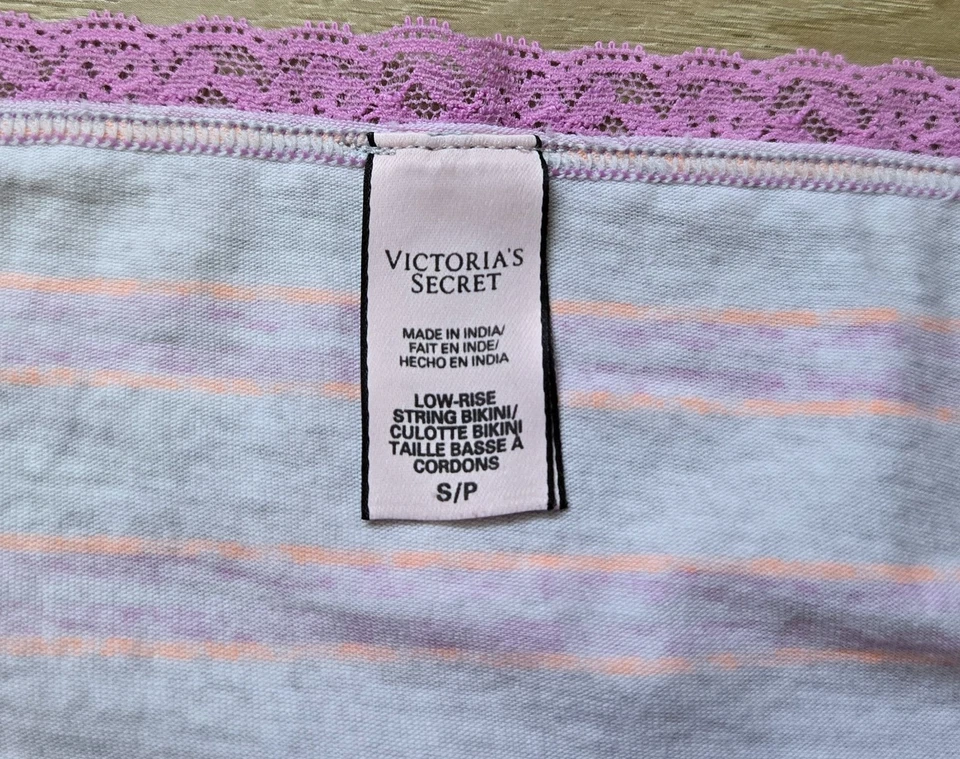 VICTORIA'S
SECRET
MADE IN INDIA/
FAIT EN INDE/
HECHO EN INDIA
LOW-RISE
STRING BIKINI/
CULOTTE BIKINI
TAILLE BASSE À
CORDONS
S/P